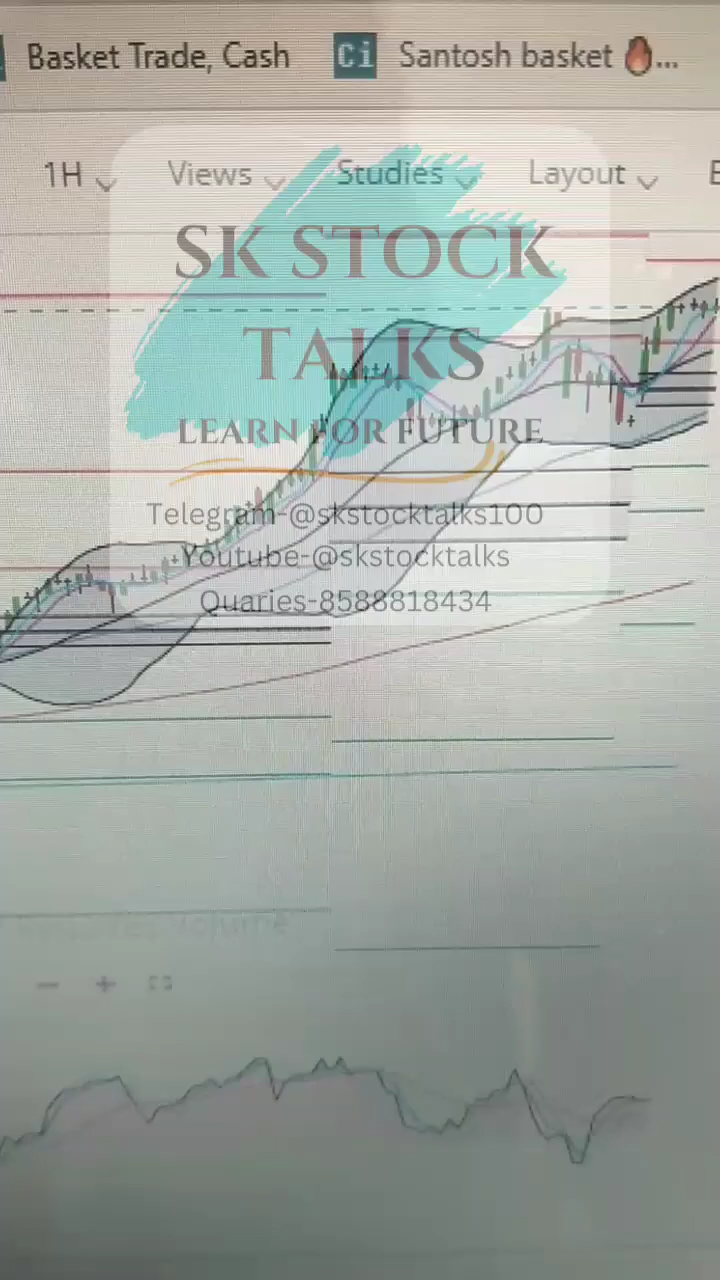 Basket Trade, Cash Ci Santosh basket 🔥...
1H Views Studies Layout
SK STOCK
TALKS
LEARN FOR FUTURE
Telegram-@skstocktalks100
Youtube-@skstocktalks
Quaries-8588818434